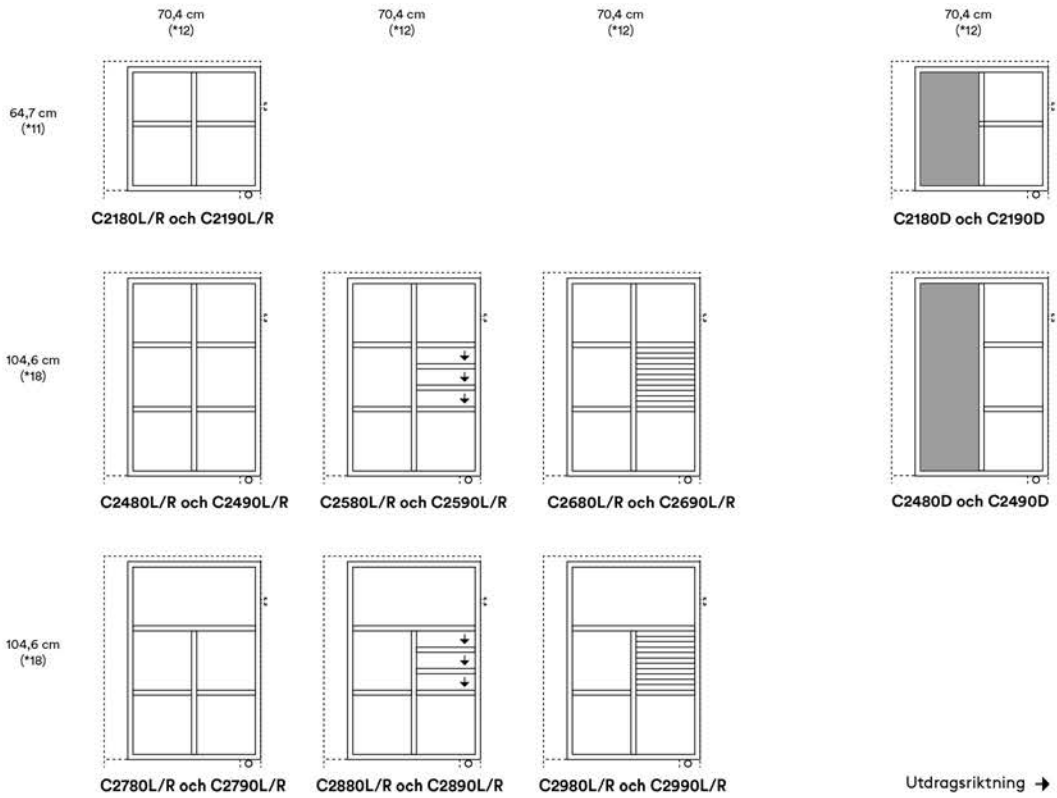 70,4 cm
(*12)
70,4 cm
(*12)
70,4 cm
(*12)
70,4 cm
(*12)
64,7 cm
(*11)
C2180L/R och C2190L/R
C2180D och C2190D
104,6 cm
(*18)
C2480L/R och C2490L/R
C2580L/R och C2590L/R
C2680L/R och C2690L/R
C2480D och C2490D
104,6 cm
(*18)
C2780L/R och C2790L/R
C2880L/R och C2890L/R
C2980L/R och C2990L/R
Utdragsriktning